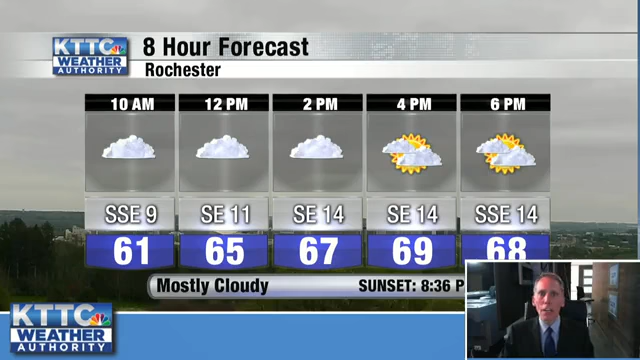 KTTC
WEATHER
AUTHORITY
8 Hour Forecast
Rochester
10 AM 12 PM 2 PM 4 PM 6 PM
SSE 9 SE 11 SE 14 SE 14 SSE 14
61 65 67 69 68
Mostly Cloudy SUNSET: 8:36 P
KTTC
WEATHER
AUTHORITY